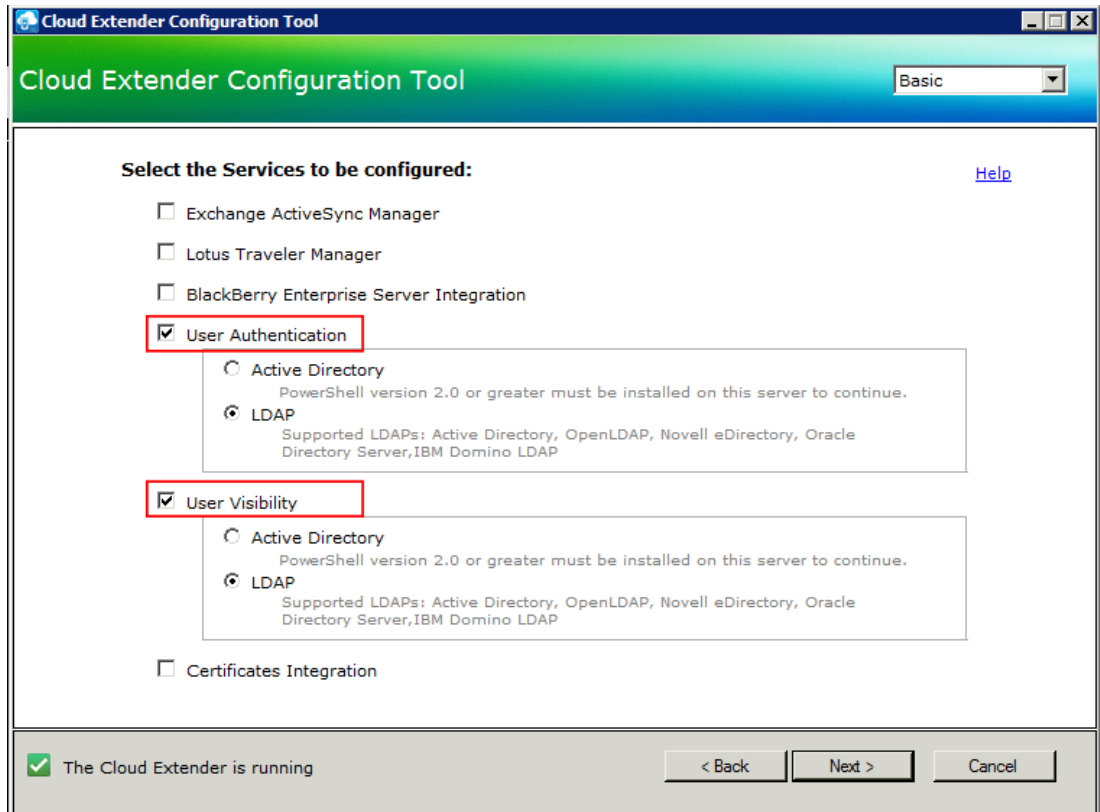 Cloud Extender Configuration Tool
Cloud Extender Configuration Tool
Basic
Select the Services to be configured:
Help
Exchange ActiveSync Manager
Lotus Traveler Manager
BlackBerry Enterprise Server Integration
User Authentication
Active Directory
PowerShell version 2.0 or greater must be installed on this server to continue.
LDAP
Supported LDAPs: Active Directory, OpenLDAP, Novell eDirectory, Oracle
Directory Server,IBM Domino LDAP
User Visibility
Active Directory
PowerShell version 2.0 or greater must be installed on this server to continue.
LDAP
Supported LDAPs: Active Directory, OpenLDAP, Novell eDirectory, Oracle
Directory Server,IBM Domino LDAP
Certificates Integration
The Cloud Extender is running
< Back
Next >
Cancel